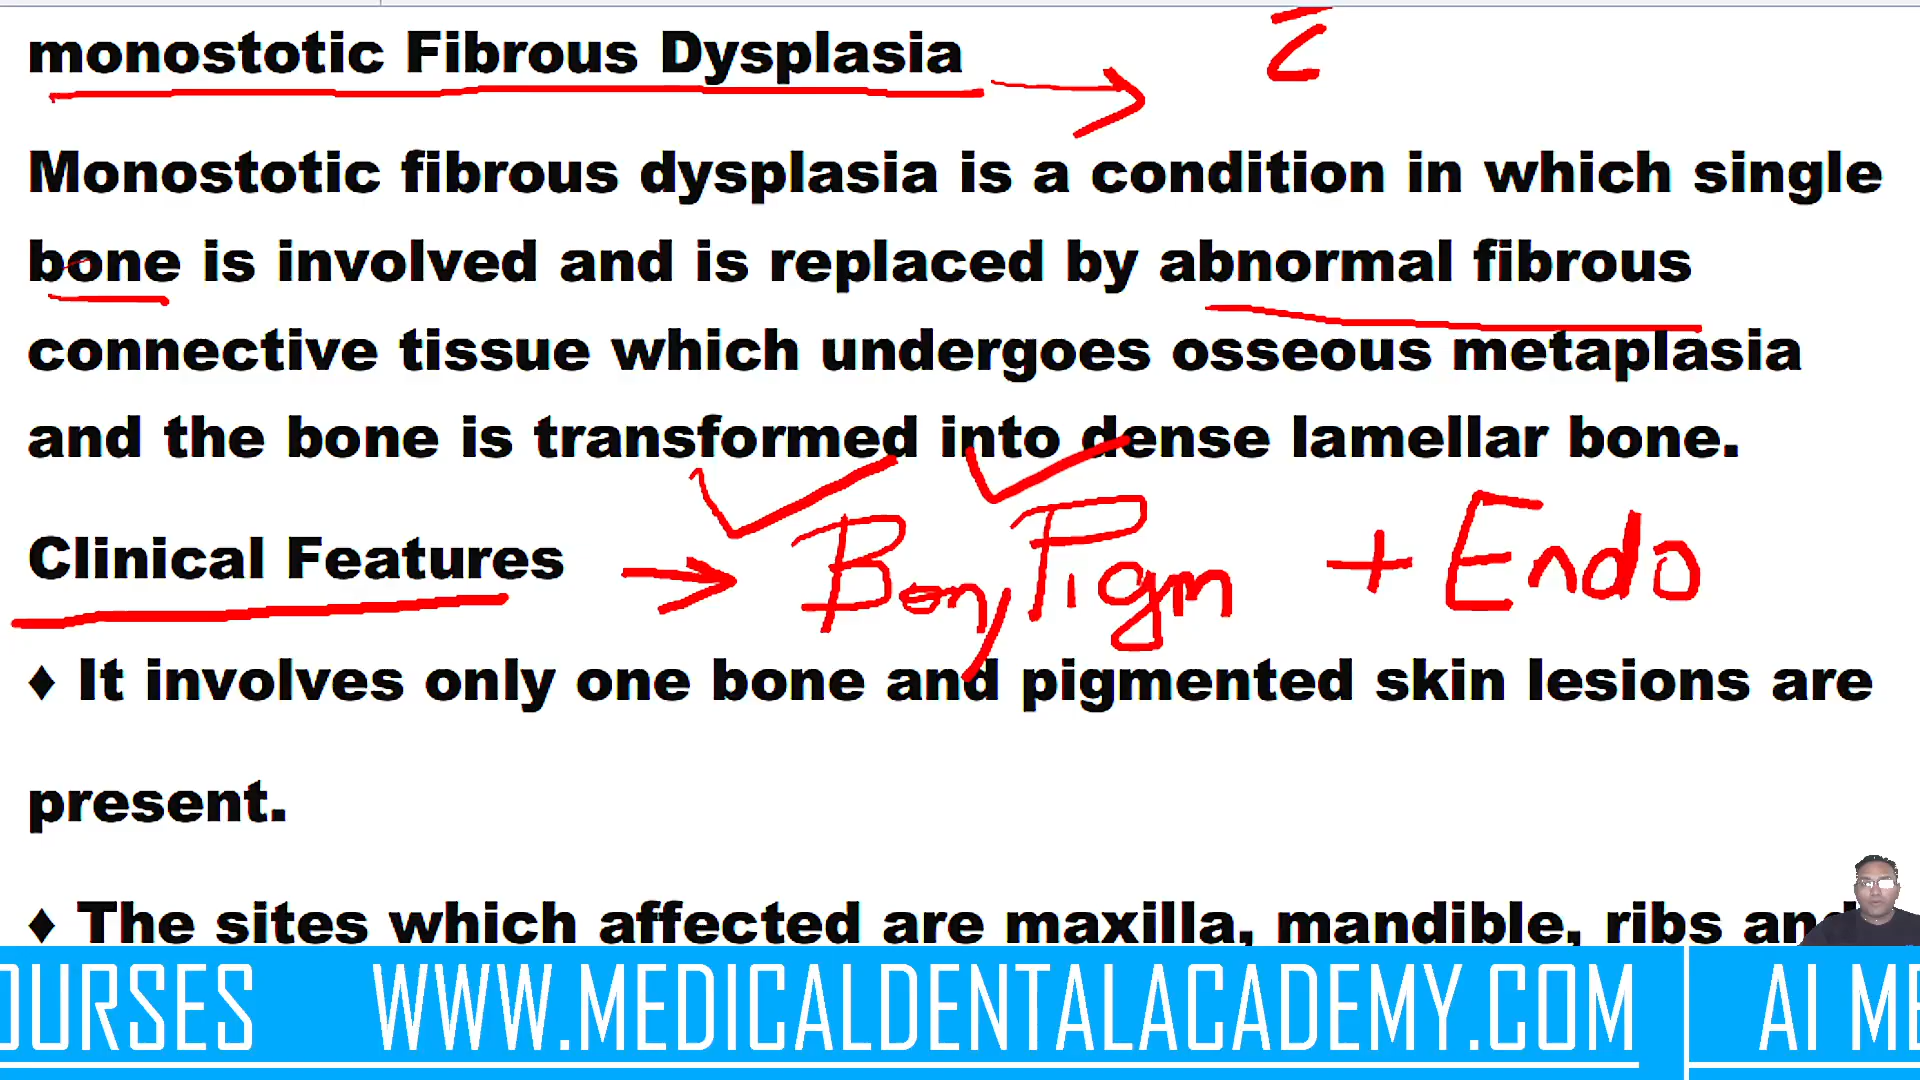 monostotic Fibrous Dysplasia
Monostotic fibrous dysplasia is a condition in which single
bone is involved and is replaced by abnormal fibrous
connective tissue which undergoes osseous metaplasia
and the bone is transformed into dense lamellar bone.
Clinical Features → Bony Pigm + Endo
♦ It involves only one bone and pigmented skin lesions are
present.
♦ The sites which affected are maxilla, mandible, ribs and
OURSES WWW.MEDICALDENTALACADEMY.COM AI ME